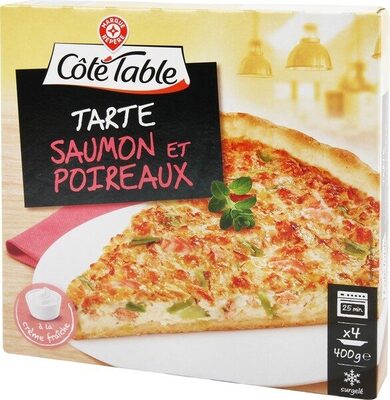 MARQUE
REPÈRE
Côté Table
TARTE
SAUMON ET
POIREAUX
à la
crème fraîche
25 min.
x4
400g e
surgelé